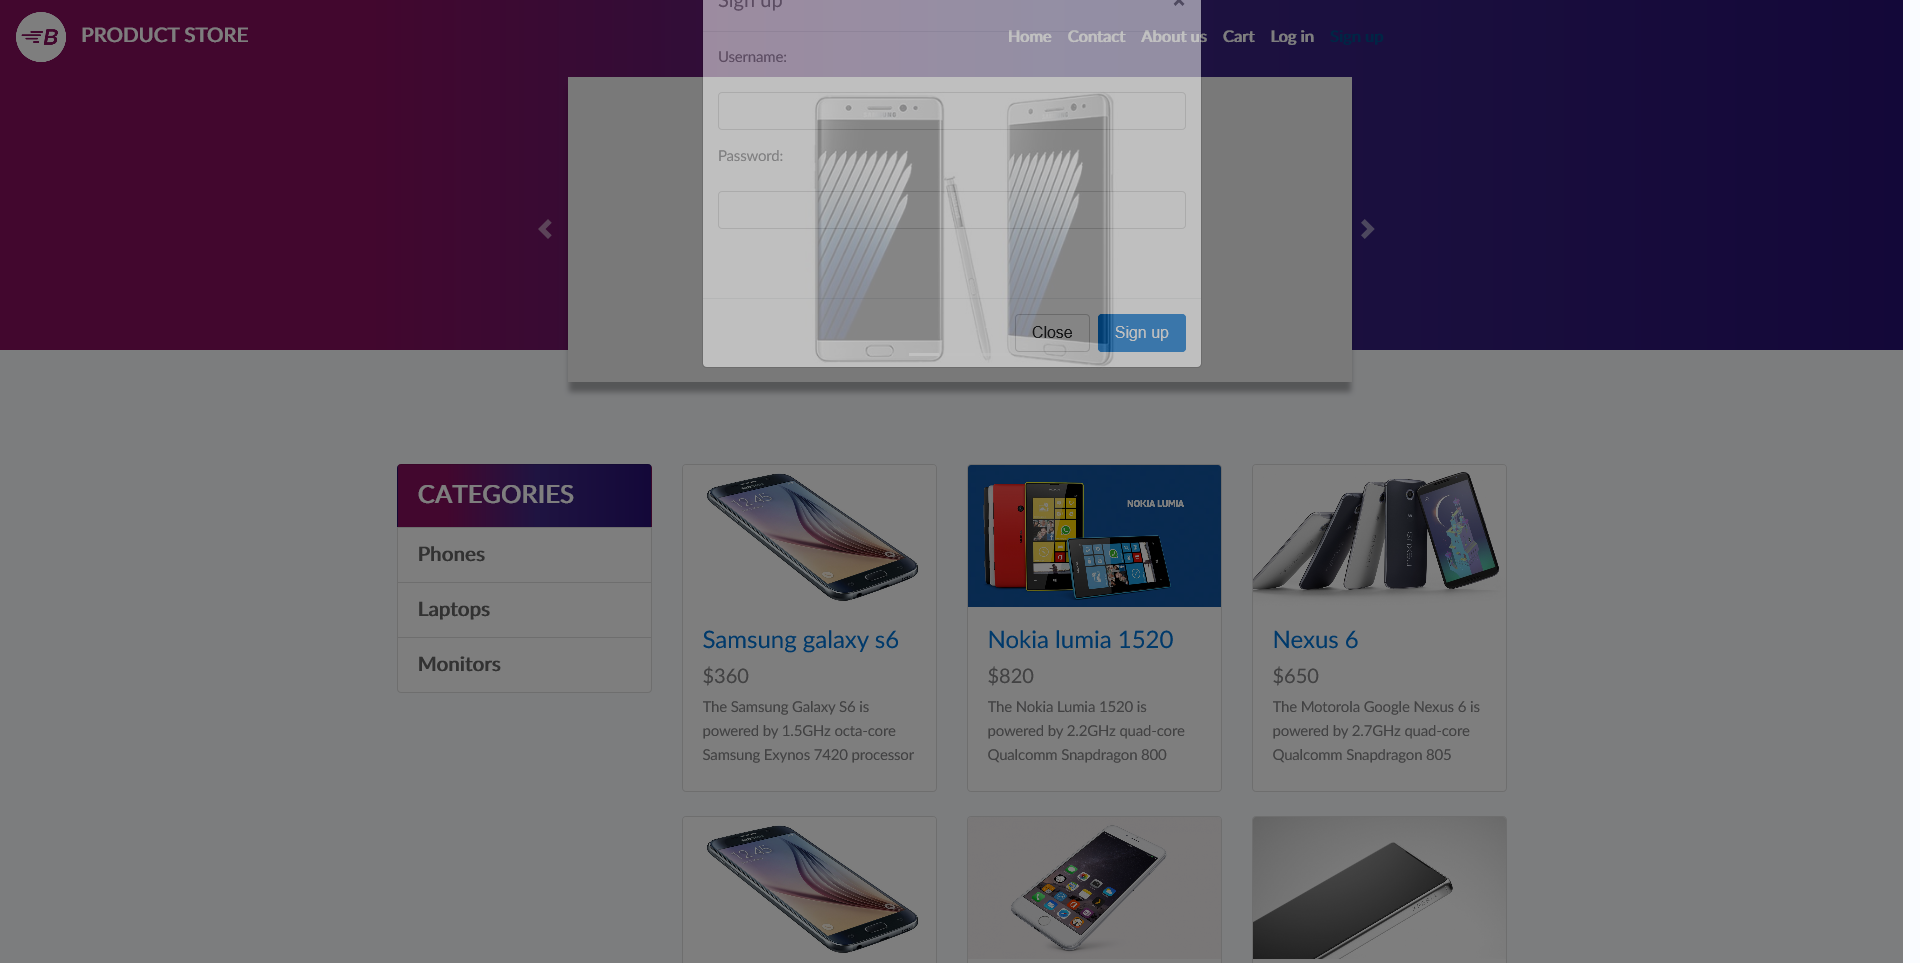 Sign up
×
PRODUCT STORE
Home Contact About us Cart Log in Sign up
Username:
Password:
Close
Sign up
CATEGORIES
Phones
Laptops
Monitors
NOKIA LUMIA
Samsung galaxy s6
$360
The Samsung Galaxy S6 is
powered by 1.5GHz octa-core
Samsung Exynos 7420 processor
Nokia lumia 1520
$820
The Nokia Lumia 1520 is
powered by 2.2GHz quad-core
Qualcomm Snapdragon 800
Nexus 6
$650
The Motorola Google Nexus 6 is
powered by 2.7GHz quad-core
Qualcomm Snapdragon 805